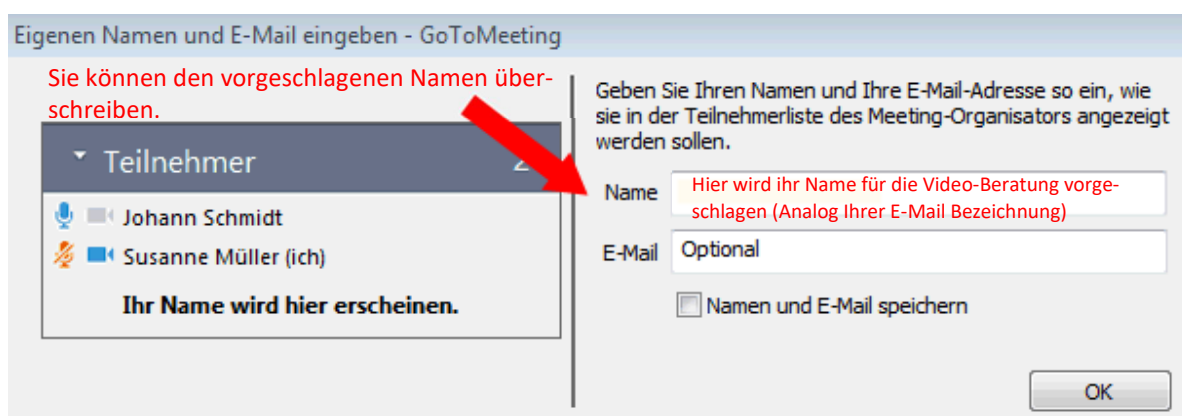 Eigenen Namen und E-Mail eingeben - GoToMeeting
Sie können den vorgeschlagenen Namen über-
schreiben.
Teilnehmer
Johann Schmidt
Susanne Müller (ich)
Ihr Name wird hier erscheinen.
Geben Sie Ihren Namen und Ihre E-Mail-Adresse so ein, wie
sie in der Teilnehmerliste des Meeting-Organisators angezeigt
werden sollen.
Name
Hier wird ihr Name für die Video-Beratung vorge-
schlagen (Analog Ihrer E-Mail Bezeichnung)
E-Mail Optional
Namen und E-Mail speichern
OK